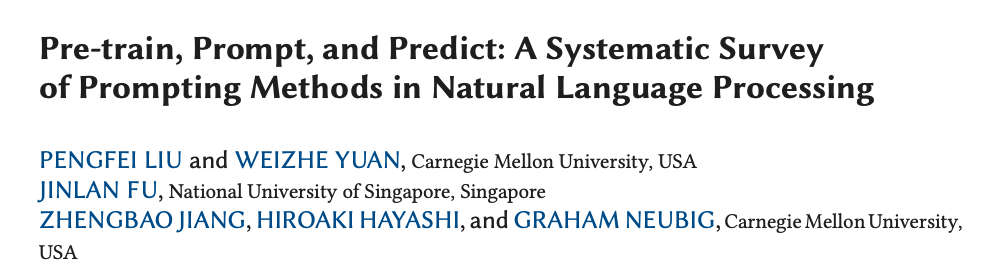 Pre-train, Prompt, and Predict: A Systematic Survey
of Prompting Methods in Natural Language Processing
PENGFEI LIU and WEIZHE YUAN, Carnegie Mellon University, USA
JINLAN FU, National University of Singapore, Singapore
ZHENGBAO JIANG, HIROAKI HAYASHI, and GRAHAM NEUBIG, Carnegie Mellon University,
USA